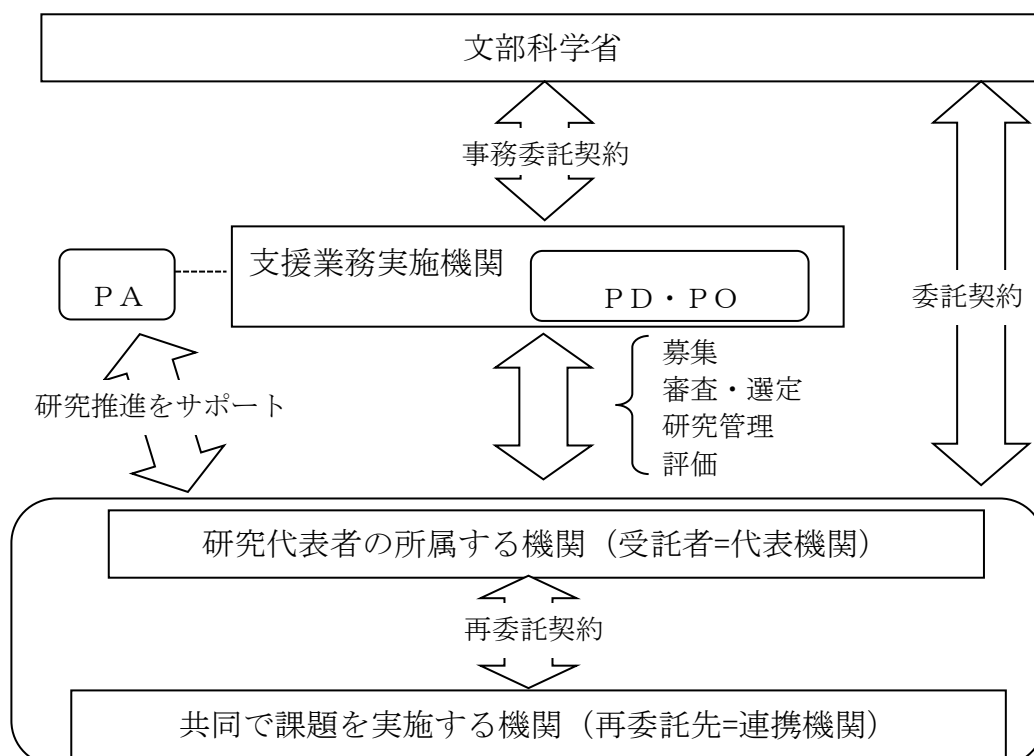 文部科学省
事務委託契約
支援業務実施機関
ＰＤ・ＰＯ
ＰＡ
委託契約
募集
審査・選定
研究管理
評価
研究推進をサポート
研究代表者の所属する機関（受託者=代表機関）
再委託契約
共同で課題を実施する機関（再委託先=連携機関）